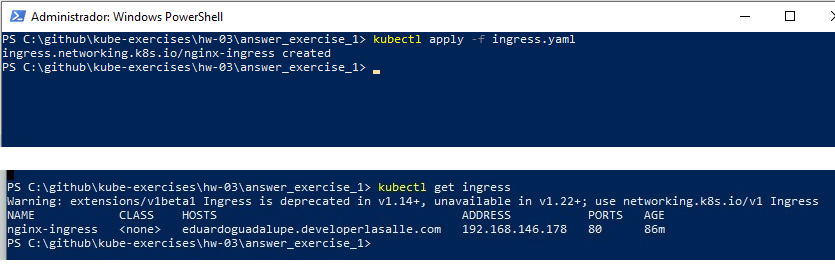 Administrador: Windows PowerShell
PS C:\github\kube-exercises\hw-03\answer_exercise_1> kubectl apply -f ingress.yaml
ingress.networking.k8s.io/nginx-ingress created
PS C:\github\kube-exercises\hw-03\answer_exercise_1>
PS C:\github\kube-exercises\hw-03\answer_exercise_1> kubectl get ingress
Warning: extensions/v1beta1 Ingress is deprecated in v1.14+, unavailable in v1.22+; use networking.k8s.io/v1 Ingress
NAME CLASS HOSTS ADDRESS PORTS AGE
nginx-ingress <none> eduardoguadalupe.developerlasalle.com 192.168.146.178 80 86m
PS C:\github\kube-exercises\hw-03\answer_exercise_1>